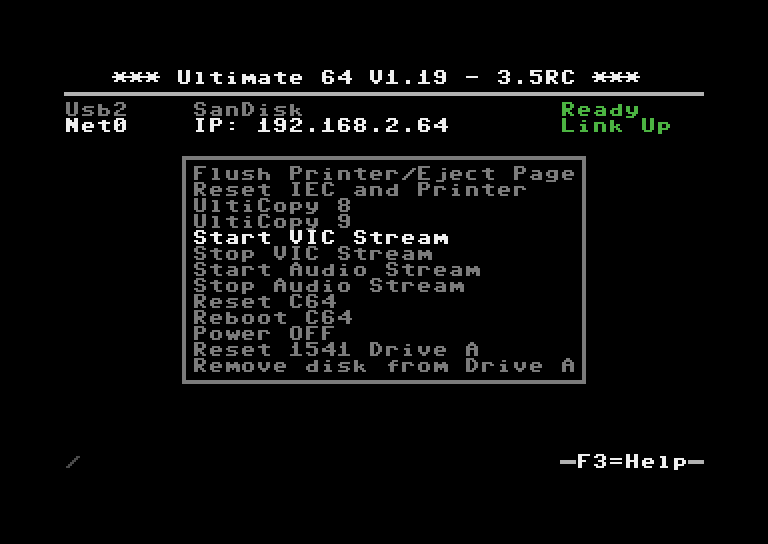 *** Ultimate 64 V1.19 - 3.5RC ***
Usb2 SanDisk Ready
Net0 IP: 192.168.2.64 Link Up
Flush Printer/Eject Page
Reset IEC and Printer
UltiCopy 8
UltiCopy 9
Start VIC Stream
Stop VIC Stream
Start Audio Stream
Stop Audio Stream
Reset C64
Reboot C64
Power OFF
Reset 1541 Drive A
Remove disk from Drive A
/ F3=Help